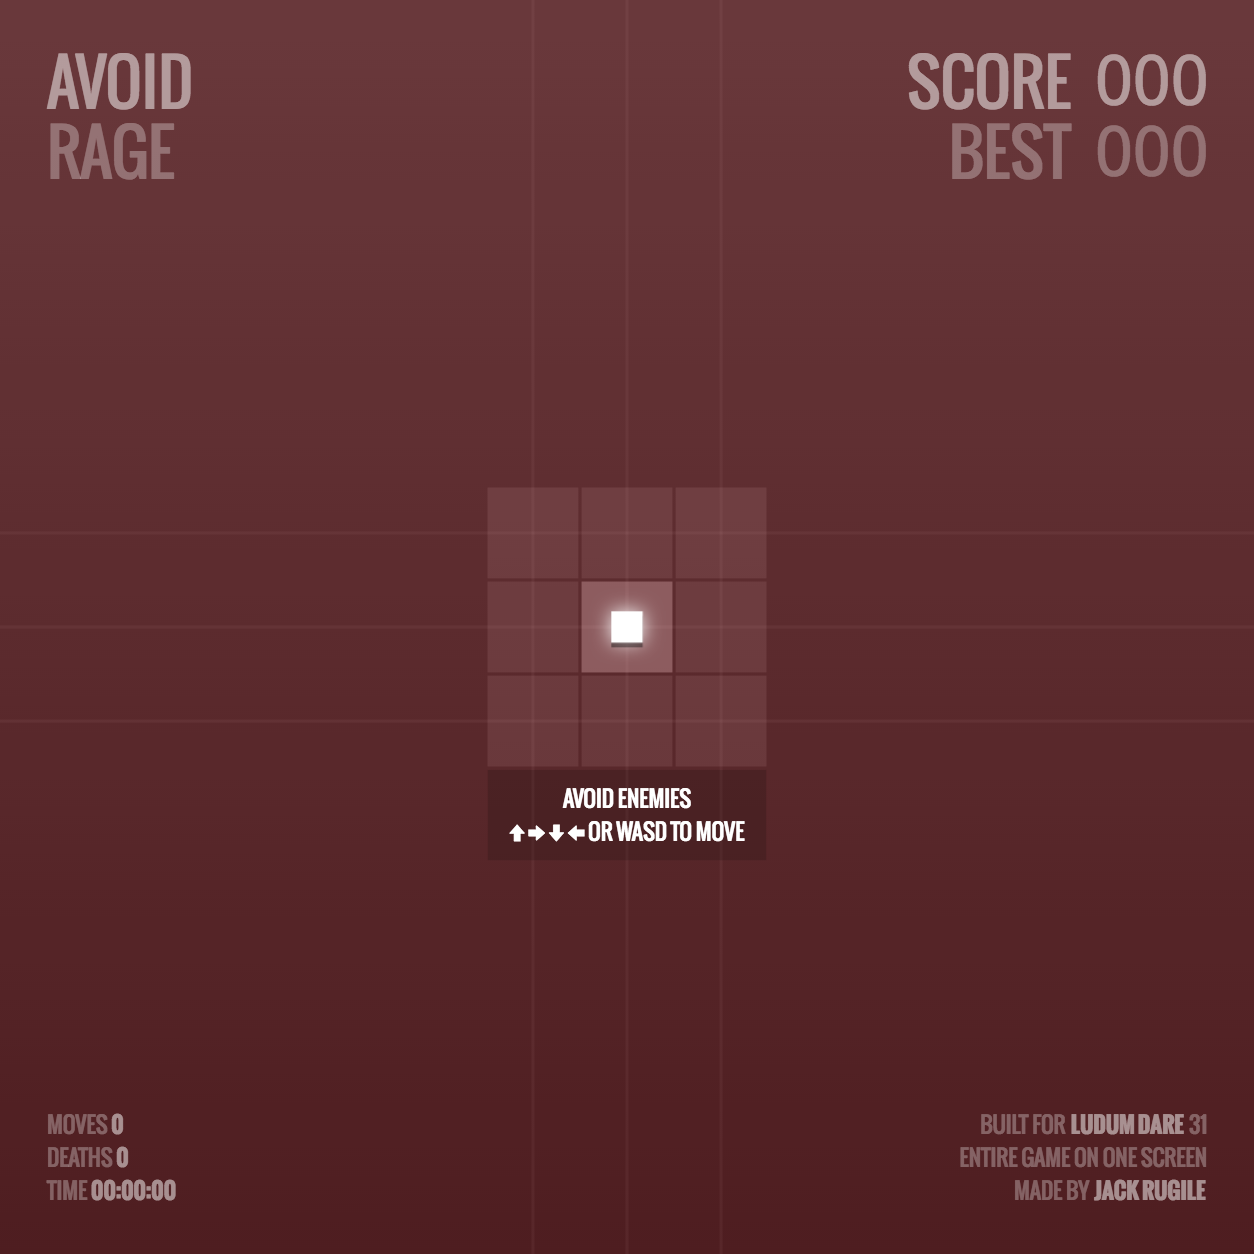 AVOID
RAGE
SCORE 000
BEST 000
AVOID ENEMIES
↑→↓← OR WASD TO MOVE
MOVES 0
DEATHS 0
TIME 00:00:00
BUILT FOR LUDUM DARE 31
ENTIRE GAME ON ONE SCREEN
MADE BY JACK RUGILE